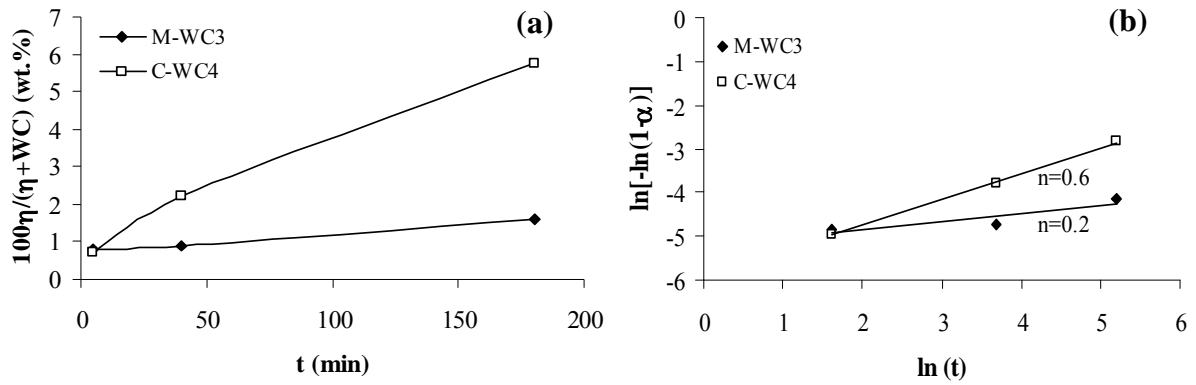 (a)
M-WC3
C-WC4
100η/(η+WC) (wt.%)
7
6
5
4
3
2
1
0
0 50 100 150 200
t (min)
(b)
M-WC3
C-WC4
ln[-ln(1-α)]
0
-1
-2
-3
-4
-5
-6
n=0.6
n=0.2
0 1 2 3 4 5 6
ln (t)